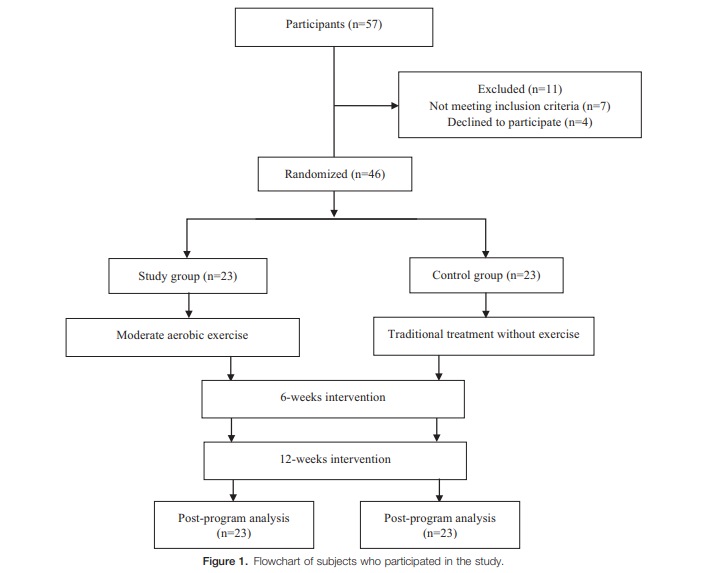 Participants (n=57)
Excluded (n=11)
Not meeting inclusion criteria (n=7)
Declined to participate (n=4)
Randomized (n=46)
Study group (n=23)
Control group (n=23)
Moderate aerobic exercise
Traditional treatment without exercise
6-weeks intervention
12-weeks intervention
Post-program analysis
(n=23)
Post-program analysis
(n=23)
Figure 1. Flowchart of subjects who participated in the study.